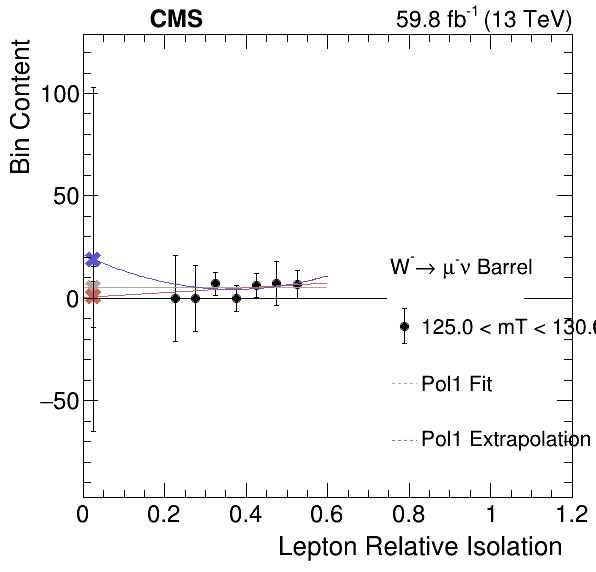 CMS 59.8 fb-1 (13 TeV)
Bin Content
100
50
0
−50
W-→ μ-ν Barrel
125.0 < mT < 130.
Pol1 Fit
Pol1 Extrapolation
0 0.2 0.4 0.6 0.8 1 1.2
Lepton Relative Isolation